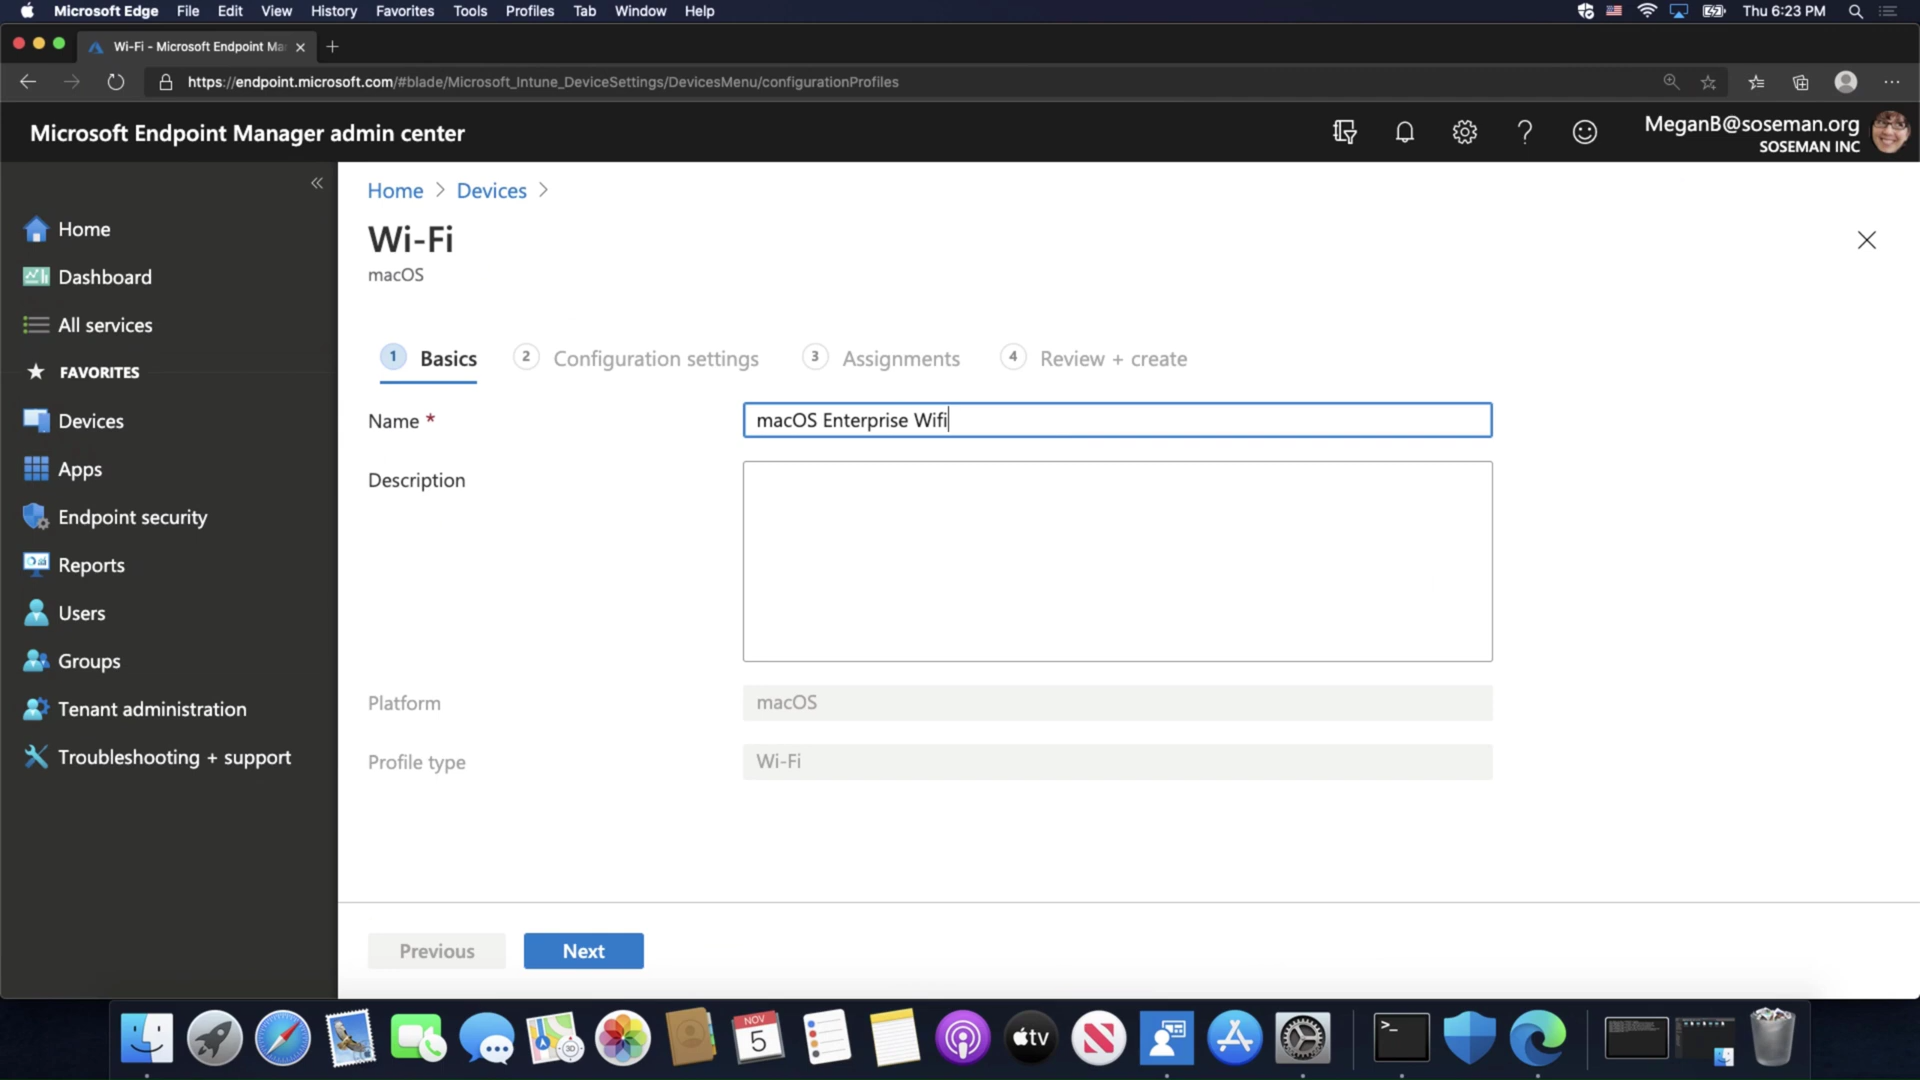 Microsoft Edge File Edit View History Favorites Tools Profiles Tab Window Help
Thu 6:23 PM
Wi-Fi - Microsoft Endpoint Ma
https://endpoint.microsoft.com/#blade/Microsoft_Intune_DeviceSettings/DevicesMenu/configurationProfiles
Microsoft Endpoint Manager admin center
MeganB@soseman.org
SOSEMAN INC
Home
Dashboard
All services
FAVORITES
Devices
Apps
Endpoint security
Reports
Users
Groups
Tenant administration
Troubleshooting + support
Home > Devices >
Wi-Fi
macOS
1 Basics 2 Configuration settings 3 Assignments 4 Review + create
Name * macOS Enterprise Wifi
Description
Platform macOS
Profile type Wi-Fi
Previous Next
NOV
5
tv